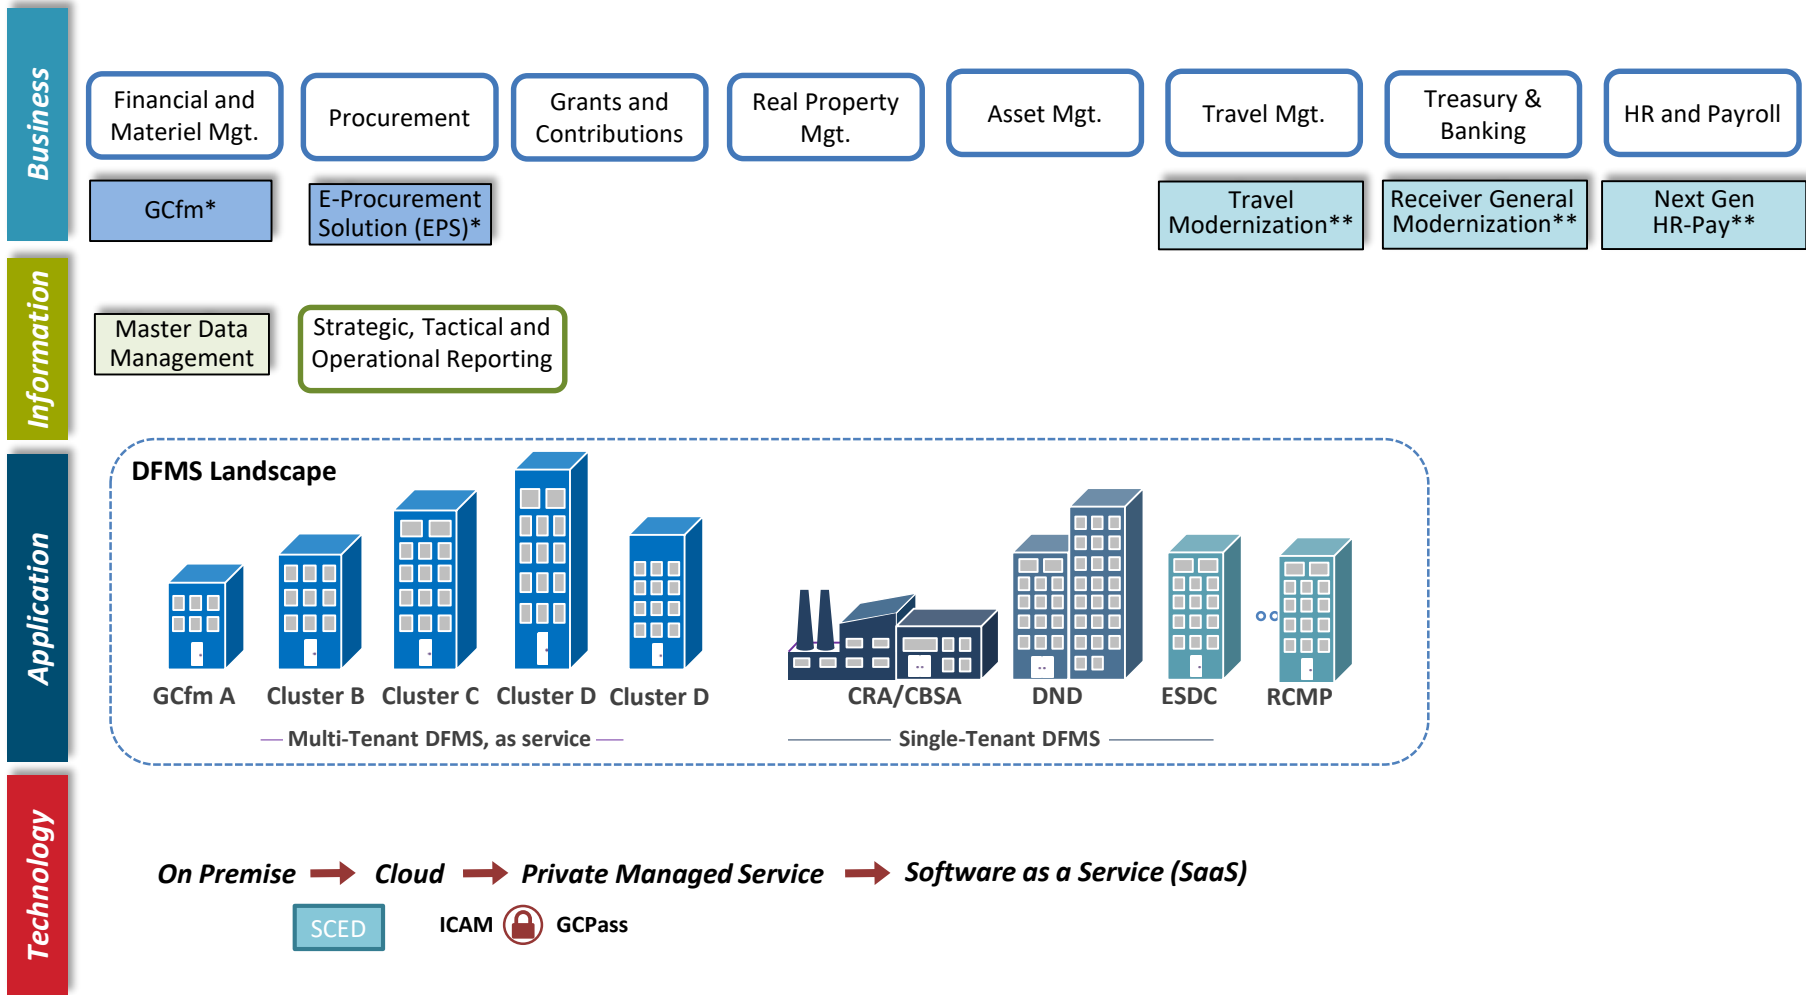 Business
Financial and
Materiel Mgt.
Procurement
Grants and
Contributions
Real Property
Mgt.
Asset Mgt.
Travel Mgt.
Treasury &
Banking
HR and Payroll
GCfm*
E-Procurement
Solution (EPS)*
Travel
Modernization**
Receiver General
Modernization**
Next Gen
HR-Pay**
Information
Master Data
Management
Strategic, Tactical and
Operational Reporting
Application
DFMS Landscape
GCfm A
Cluster B
Cluster C
Cluster D
Cluster D
CRA/CBSA
DND
ESDC
RCMP
Multi-Tenant DFMS, as service
Single-Tenant DFMS
Technology
On Premise
Cloud
Private Managed Service
Software as a Service (SaaS)
SCED
ICAM
GCPass